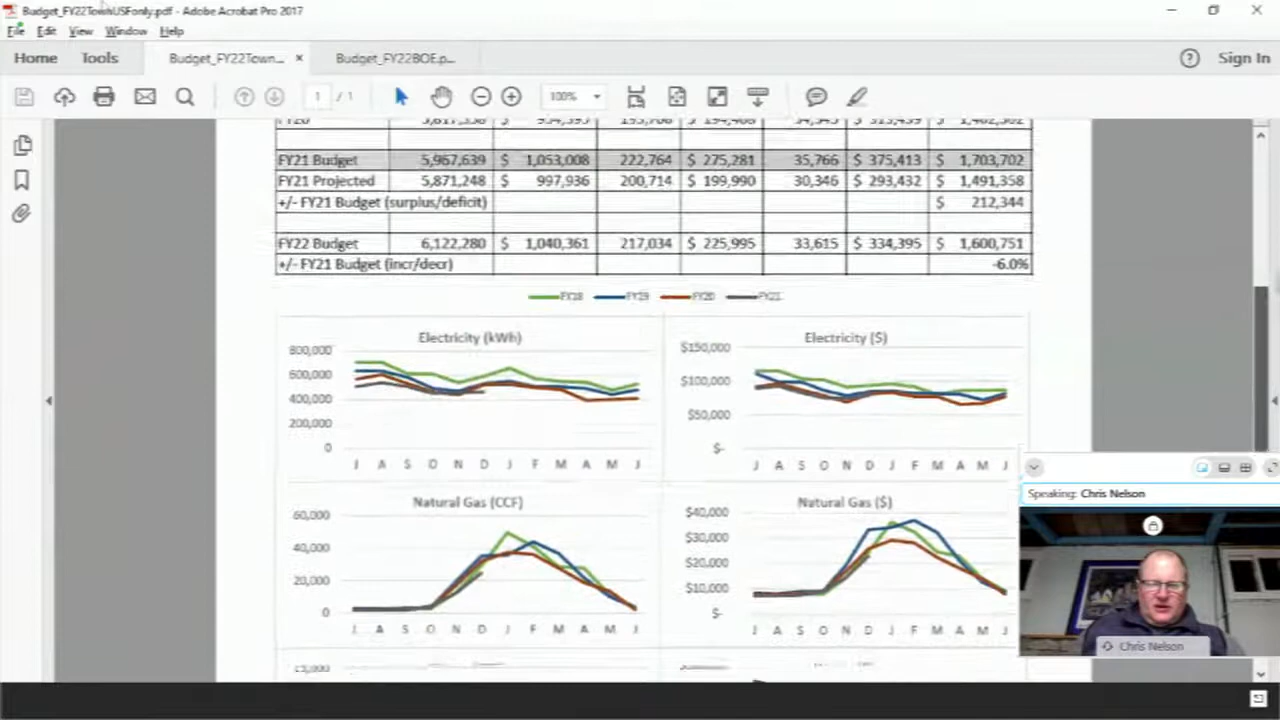 Budget_FY22TownUSFonly.pdf - Adobe Acrobat Pro 2017
File Edit View Window Help
Home Tools Budget_FY22Town... × Budget_FY22BOE.p... Sign In
1 / 1 100%
FY21 Budget 5,967,639 $ 1,053,008 222,764 $ 275,281 35,766 $ 375,413 $ 1,703,702
FY21 Projected 5,871,248 $ 997,936 200,714 $ 199,990 30,346 $ 293,432 $ 1,491,358
+/- FY21 Budget (surplus/deficit) $ 212,344
FY22 Budget 6,122,280 $ 1,040,361 217,034 $ 225,995 33,615 $ 334,395 $ 1,600,751
+/- FY21 Budget (incr/decr) -6.0%
FY18 FY19 FY20 FY21
Electricity (kWh)
800,000
600,000
400,000
200,000
0
J A S O N D J F M A M J
Electricity ($)
$150,000
$100,000
$50,000
$-
J A S O N D J F M A M J
Natural Gas (CCF)
60,000
40,000
20,000
0
J A S O N D J F M A M J
Natural Gas ($)
$40,000
$30,000
$20,000
$10,000
$-
J A S O N D J F M A M J
Speaking: Chris Nelson
Chris Nelson